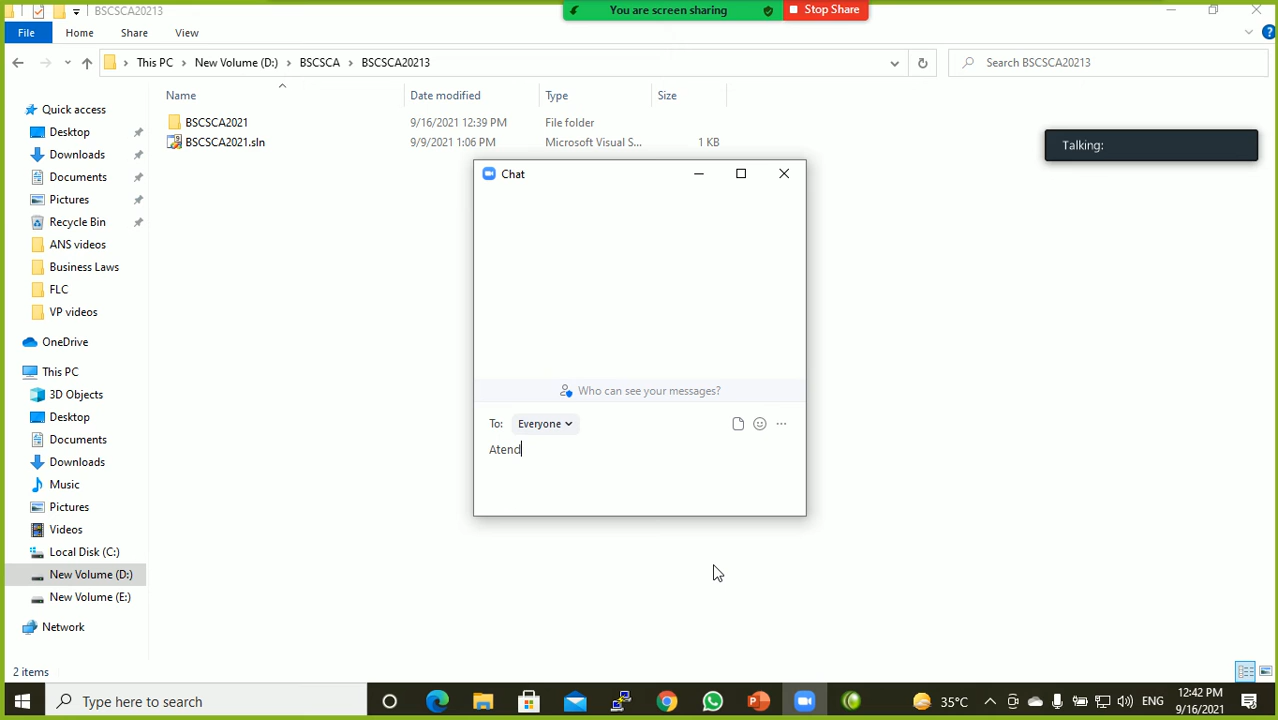 BSCSCA20213
You are screen sharing
Stop Share
File
Home
Share
View
This PC
New Volume (D:)
BSCSCA
BSCSCA20213
Search BSCSCA20213
Name
Date modified
Type
Size
BSCSCA2021
9/16/2021 12:39 PM
File folder
BSCSCA2021.sln
9/9/2021 1:06 PM
Microsoft Visual S...
1 KB
Talking:
Quick access
Desktop
Downloads
Documents
Pictures
Recycle Bin
ANS videos
Business Laws
FLC
VP videos
OneDrive
This PC
3D Objects
Desktop
Documents
Downloads
Music
Pictures
Videos
Local Disk (C:)
New Volume (D:)
New Volume (E:)
Network
Chat
Who can see your messages?
To: Everyone
Atend
2 items
Type here to search
35°C
ENG
12:42 PM
9/16/2021